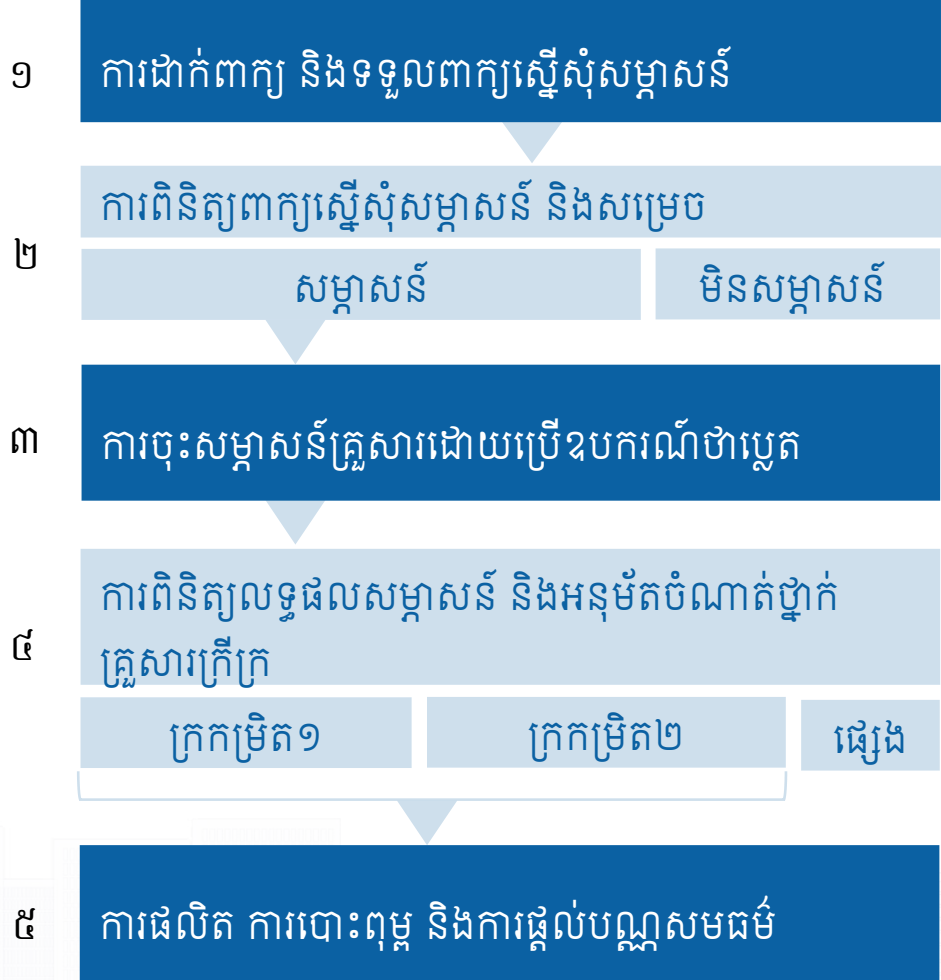 ១
ការដាក់ពាក្យ និងទទួលពាក្យស្នើសុំសម្ភាសន៍
ការពិនិត្យពាក្យស្នើសុំសម្ភាសន៍ និងសម្រេច
២
សម្ភាសន៍
មិនសម្ភាសន៍
៣
ការចុះសម្ភាសន៍គ្រួសារដោយប្រើឧបករណ៍ថាប្លេត
ការពិនិត្យលទ្ធផលសម្ភាសន៍ និងអនុម័តចំណាត់ថ្នាក់
គ្រួសារក្រីក្រ
៤
ក្រកម្រិត១
ក្រកម្រិត២
ផ្សេង
៥
ការផលិត ការបោះពុម្ព និងការផ្តល់បណ្ណសមធម៌